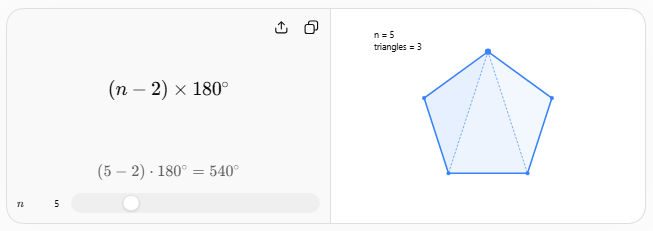 (n − 2) × 180°
(5 − 2) · 180° = 540°
n 5
n = 5
triangles = 3